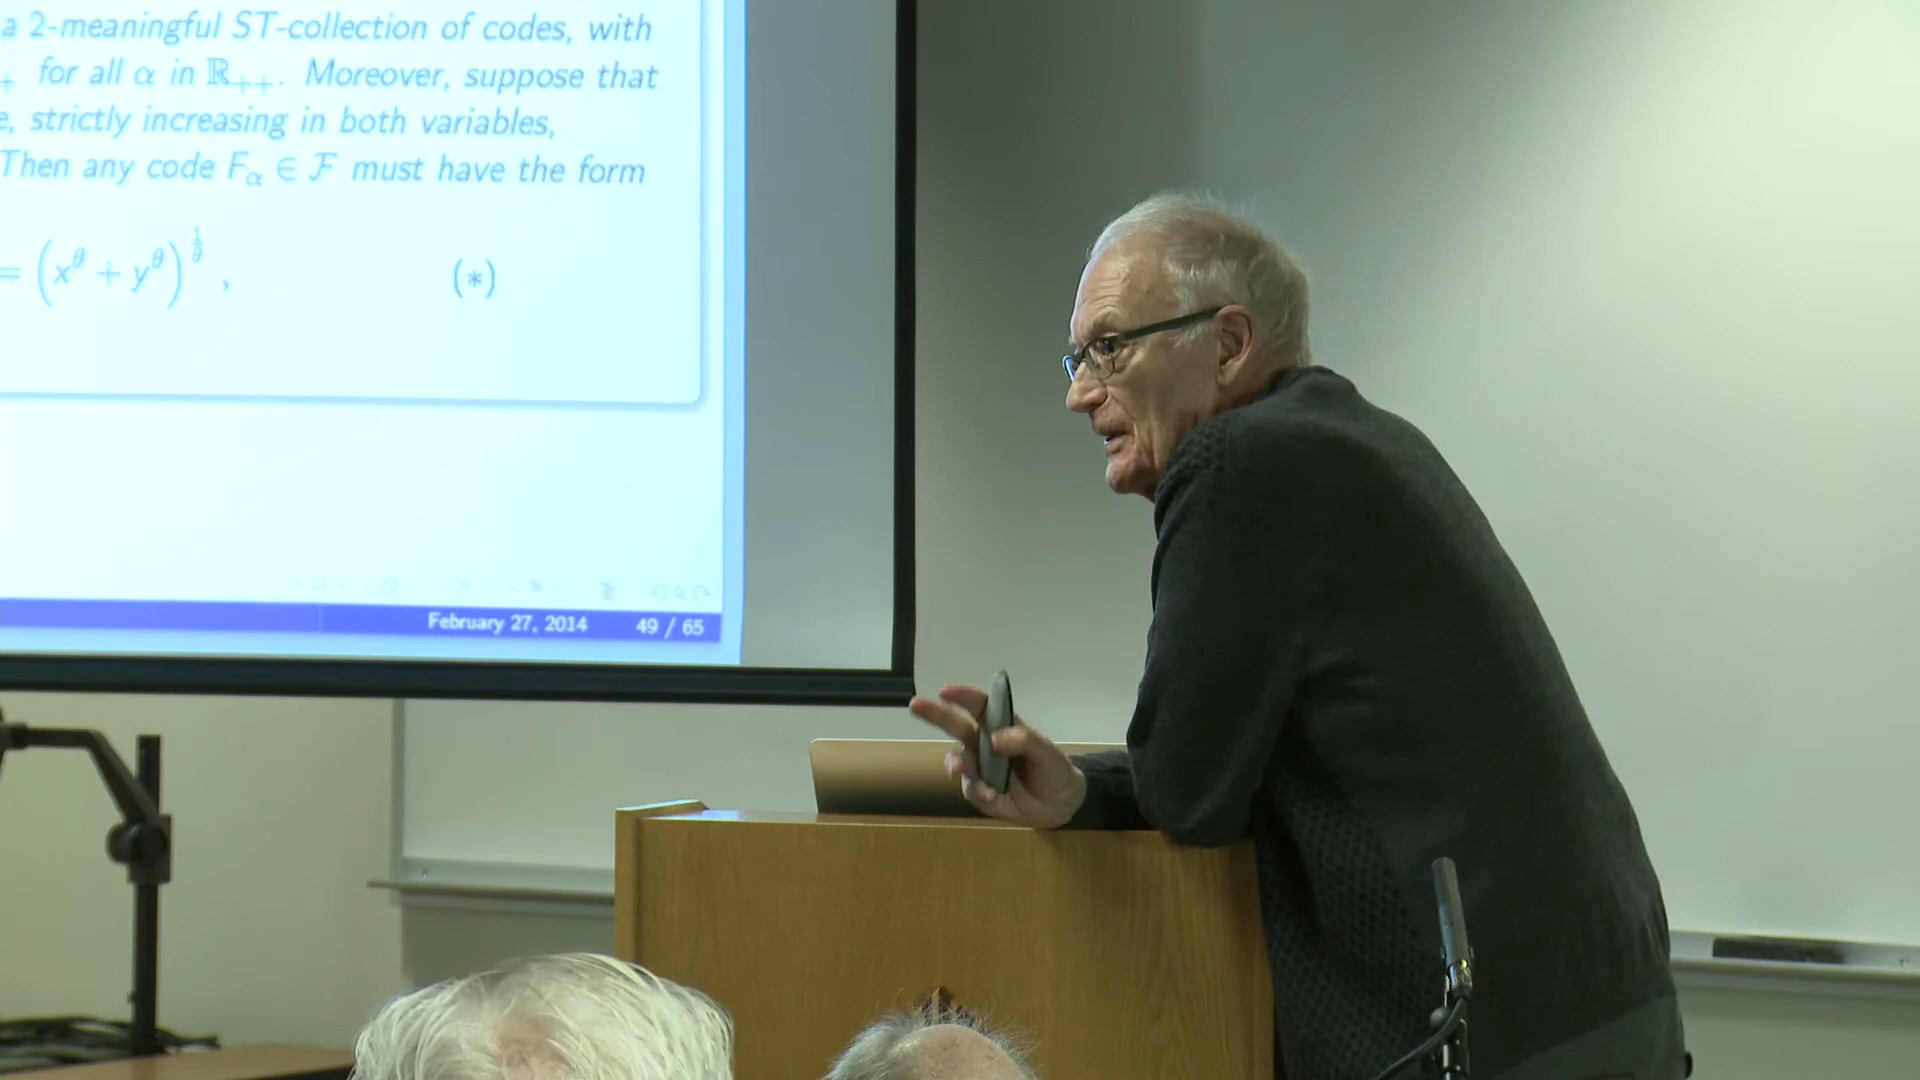 a 2-meaningful ST-collection of codes, with
+ for all α in ℝ₊₊. Moreover, suppose that
e, strictly increasing in both variables,
Then any code Fα ∈ ℱ must have the form
= (x^θ + y^θ)^(1/θ) , (*)
February 27, 2014 49 / 65